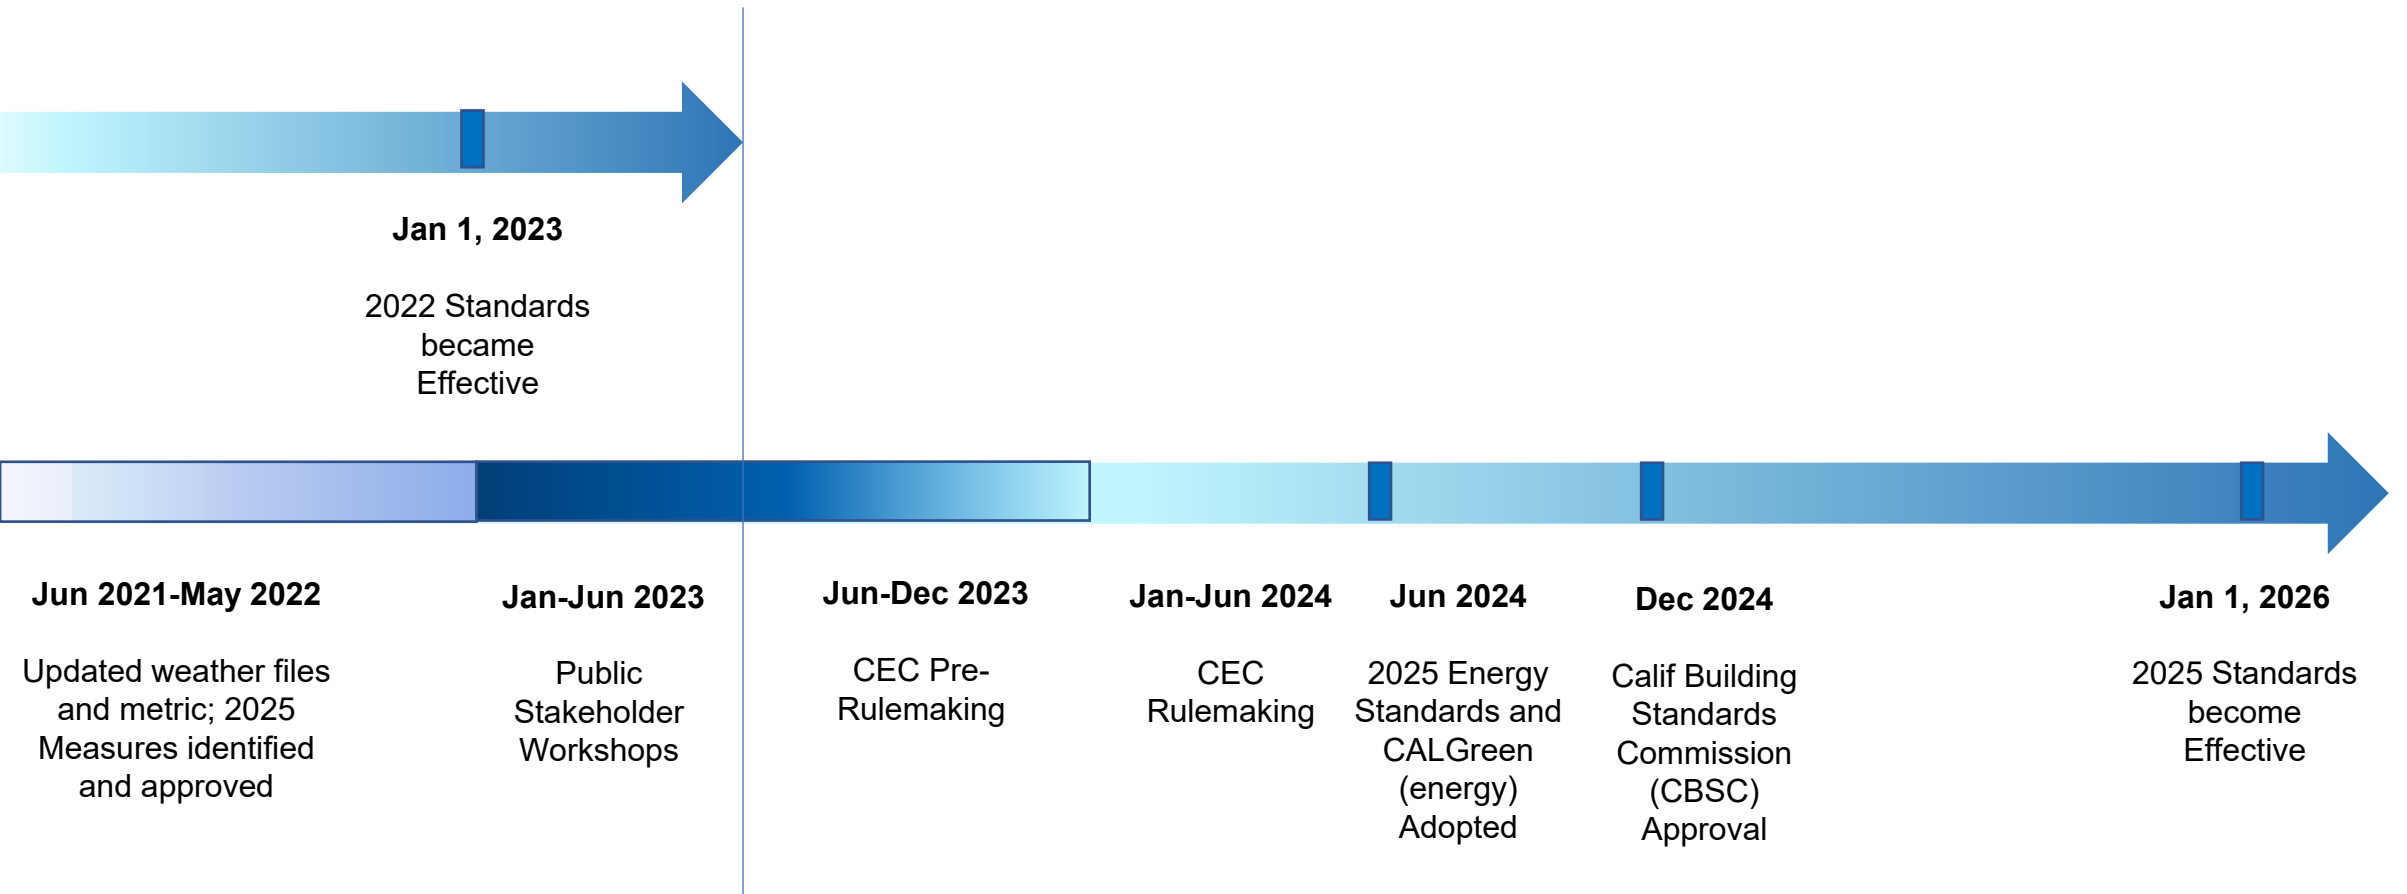 Jan 1, 2023
2022 Standards
became
Effective
Jun 2021-May 2022
Updated weather files
and metric; 2025
Measures identified
and approved
Jan-Jun 2023
Public
Stakeholder
Workshops
Jun-Dec 2023
CEC Pre-
Rulemaking
Jan-Jun 2024
CEC
Rulemaking
Jun 2024
2025 Energy
Standards and
CALGreen
(energy)
Adopted
Dec 2024
Calif Building
Standards
Commission
(CBSC)
Approval
Jan 1, 2026
2025 Standards
become
Effective